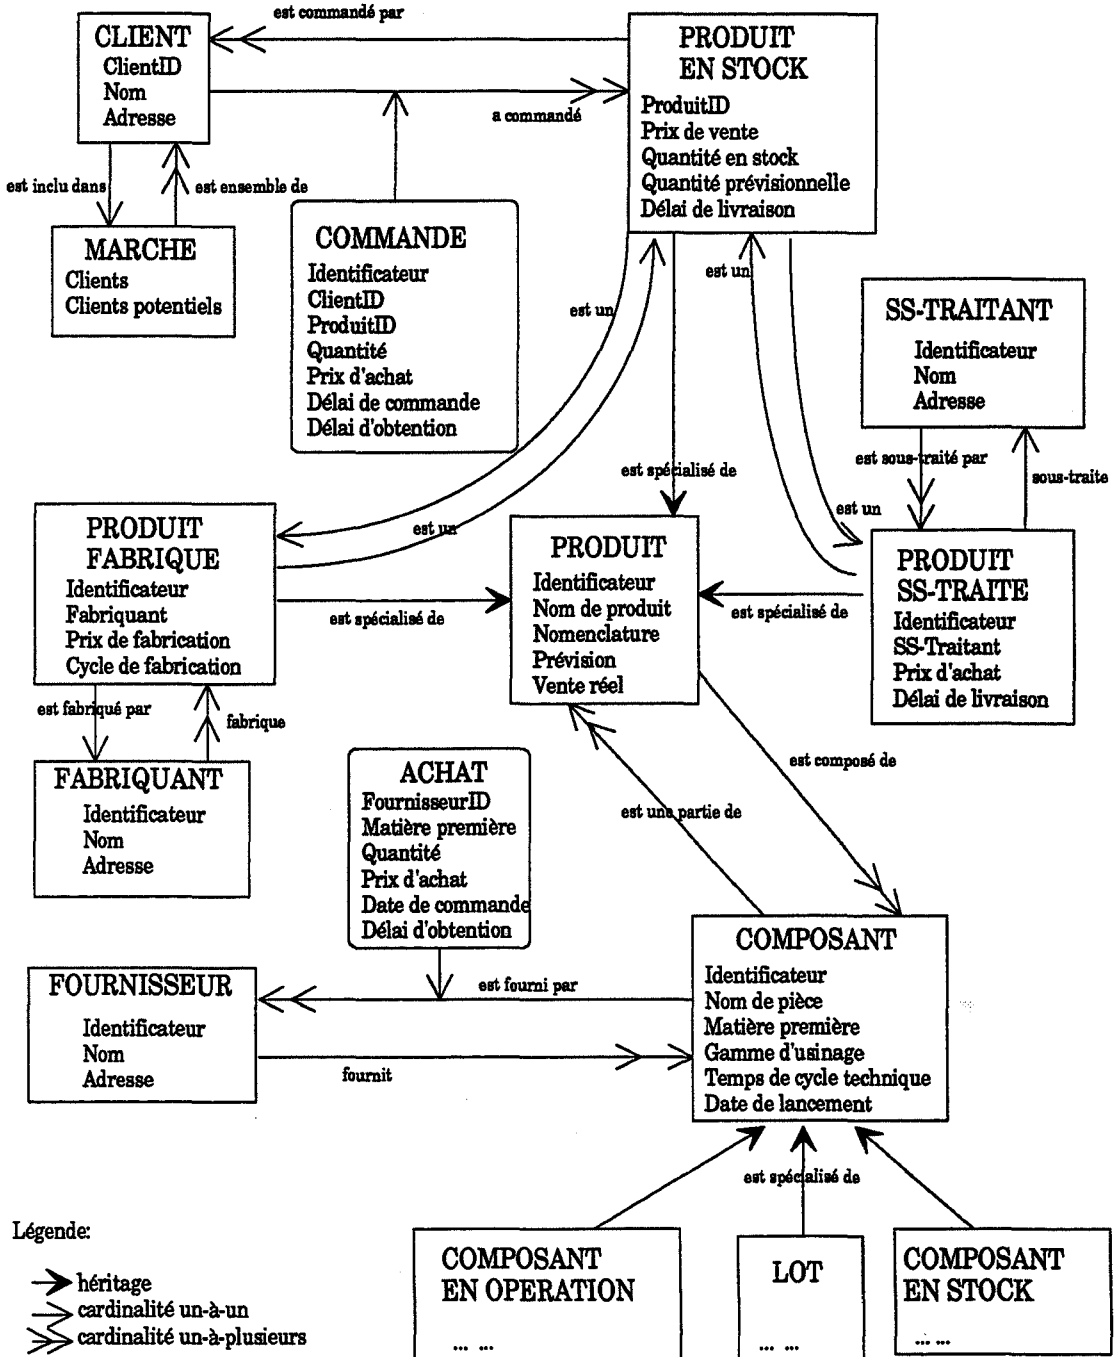 est commandé par
CLIENT
ClientID
Nom
Adresse
PRODUIT
EN STOCK
ProduitID
Prix de vente
Quantité en stock
Quantité prévisionnelle
Délai de livraison
a commandé
est inclu dans
est ensemble de
MARCHE
Clients
Clients potentiels
COMMANDE
Identificateur
ClientID
ProduitID
Quantité
Prix d'achat
Délai de commande
Délai d'obtention
est un
est un
SS-TRAITANT
Identificateur
Nom
Adresse
est spécialisé de
est sous-traité par
sous-traite
est un
est un
PRODUIT
FABRIQUE
Identificateur
Fabriquant
Prix de fabrication
Cycle de fabrication
est spécialisé de
PRODUIT
Identificateur
Nom de produit
Nomenclature
Prévision
Vente réel
est spécialisé de
PRODUIT
SS-TRAITE
Identificateur
SS-Traitant
Prix d'achat
Délai de livraison
est fabriqué par
fabrique
FABRIQUANT
Identificateur
Nom
Adresse
ACHAT
FournisseurID
Matière première
Quantité
Prix d'achat
Date de commande
Délai d'obtention
est composé de
est une partie de
FOURNISSEUR
Identificateur
Nom
Adresse
est fourni par
fournit
COMPOSANT
Identificateur
Nom de pièce
Matière première
Gamme d'usinage
Temps de cycle technique
Date de lancement
est spécialisé de
Légende:
héritage
cardinalité un-à-un
cardinalité un-à-plusieurs
COMPOSANT
EN OPERATION
... ...
LOT
... ...
COMPOSANT
EN STOCK
... ...